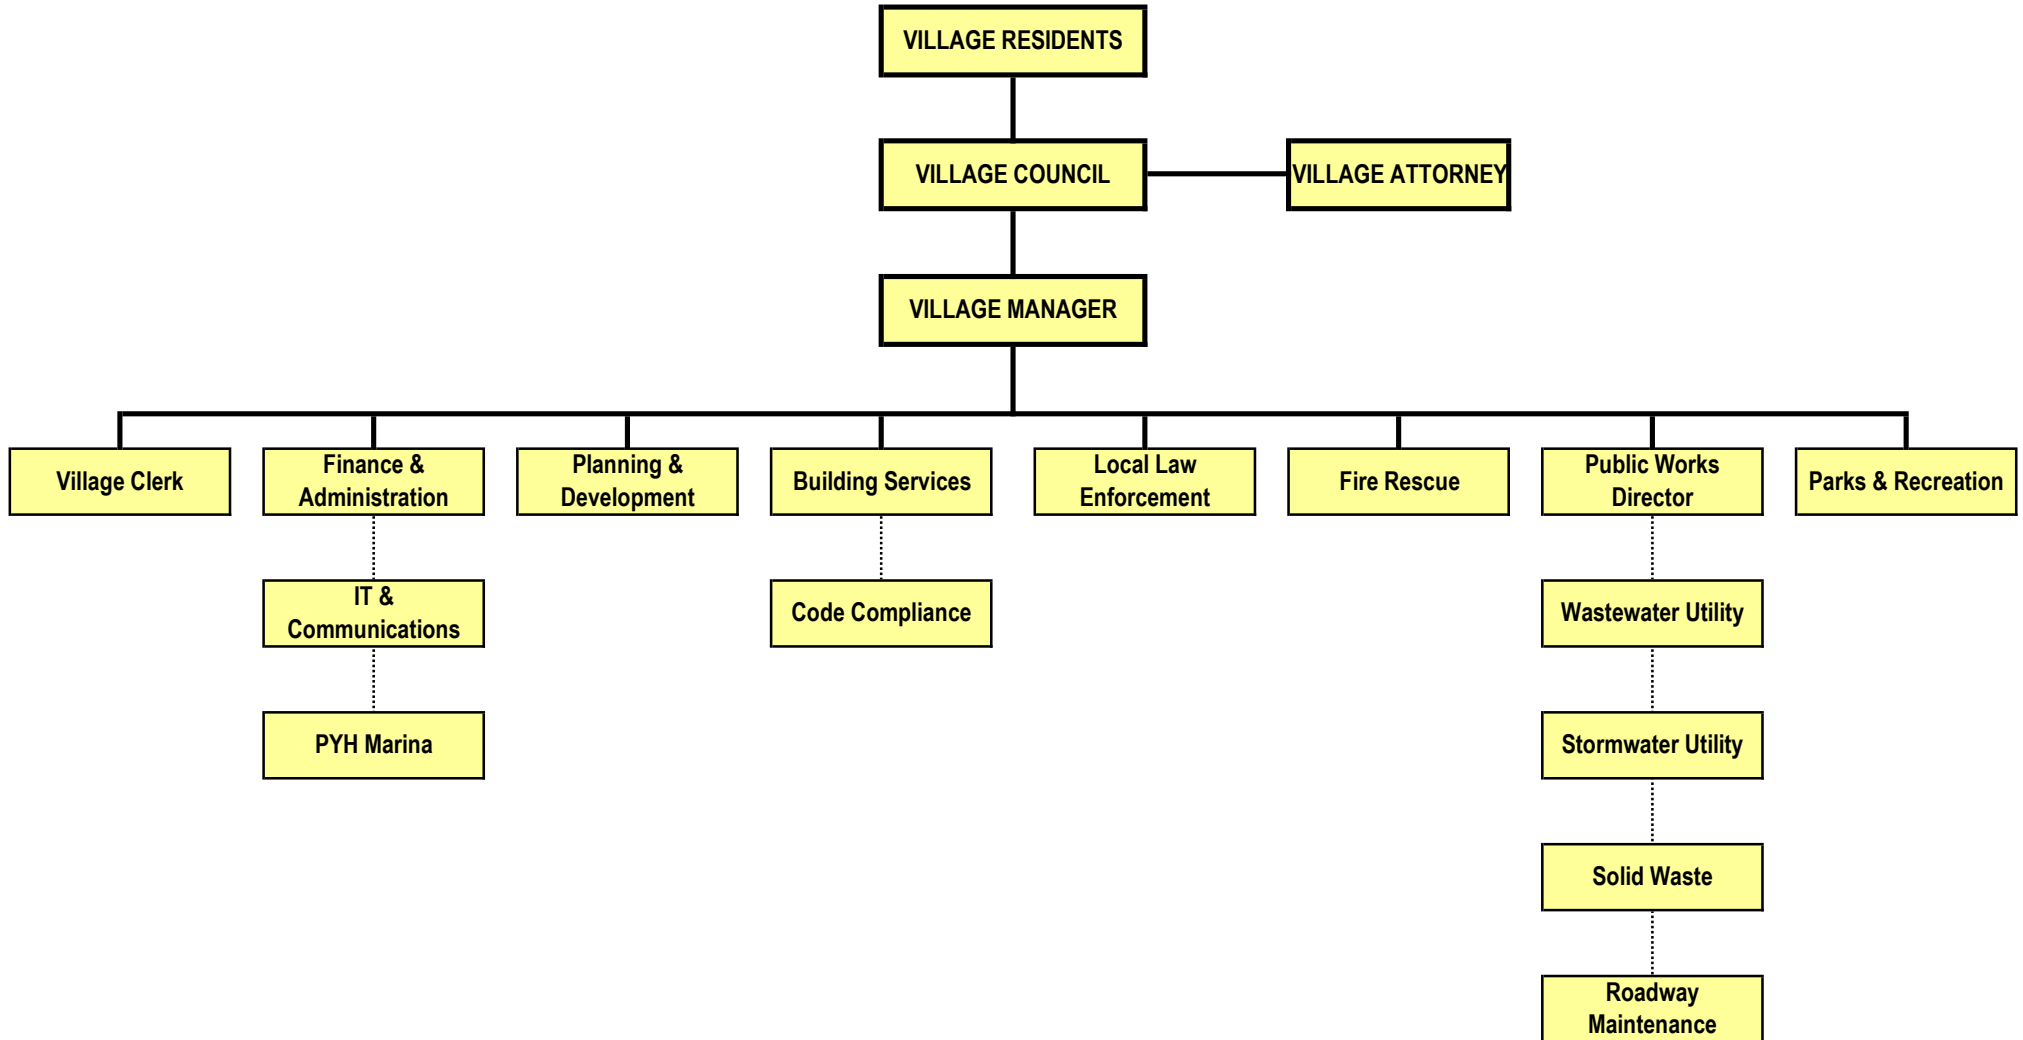 VILLAGE RESIDENTS
VILLAGE COUNCIL
VILLAGE ATTORNEY
VILLAGE MANAGER
Village Clerk
Finance &
Administration
Planning &
Development
Building Services
Local Law
Enforcement
Fire Rescue
Public Works
Director
Parks & Recreation
IT &
Communications
Code Compliance
Wastewater Utility
PYH Marina
Stormwater Utility
Solid Waste
Roadway
Maintenance